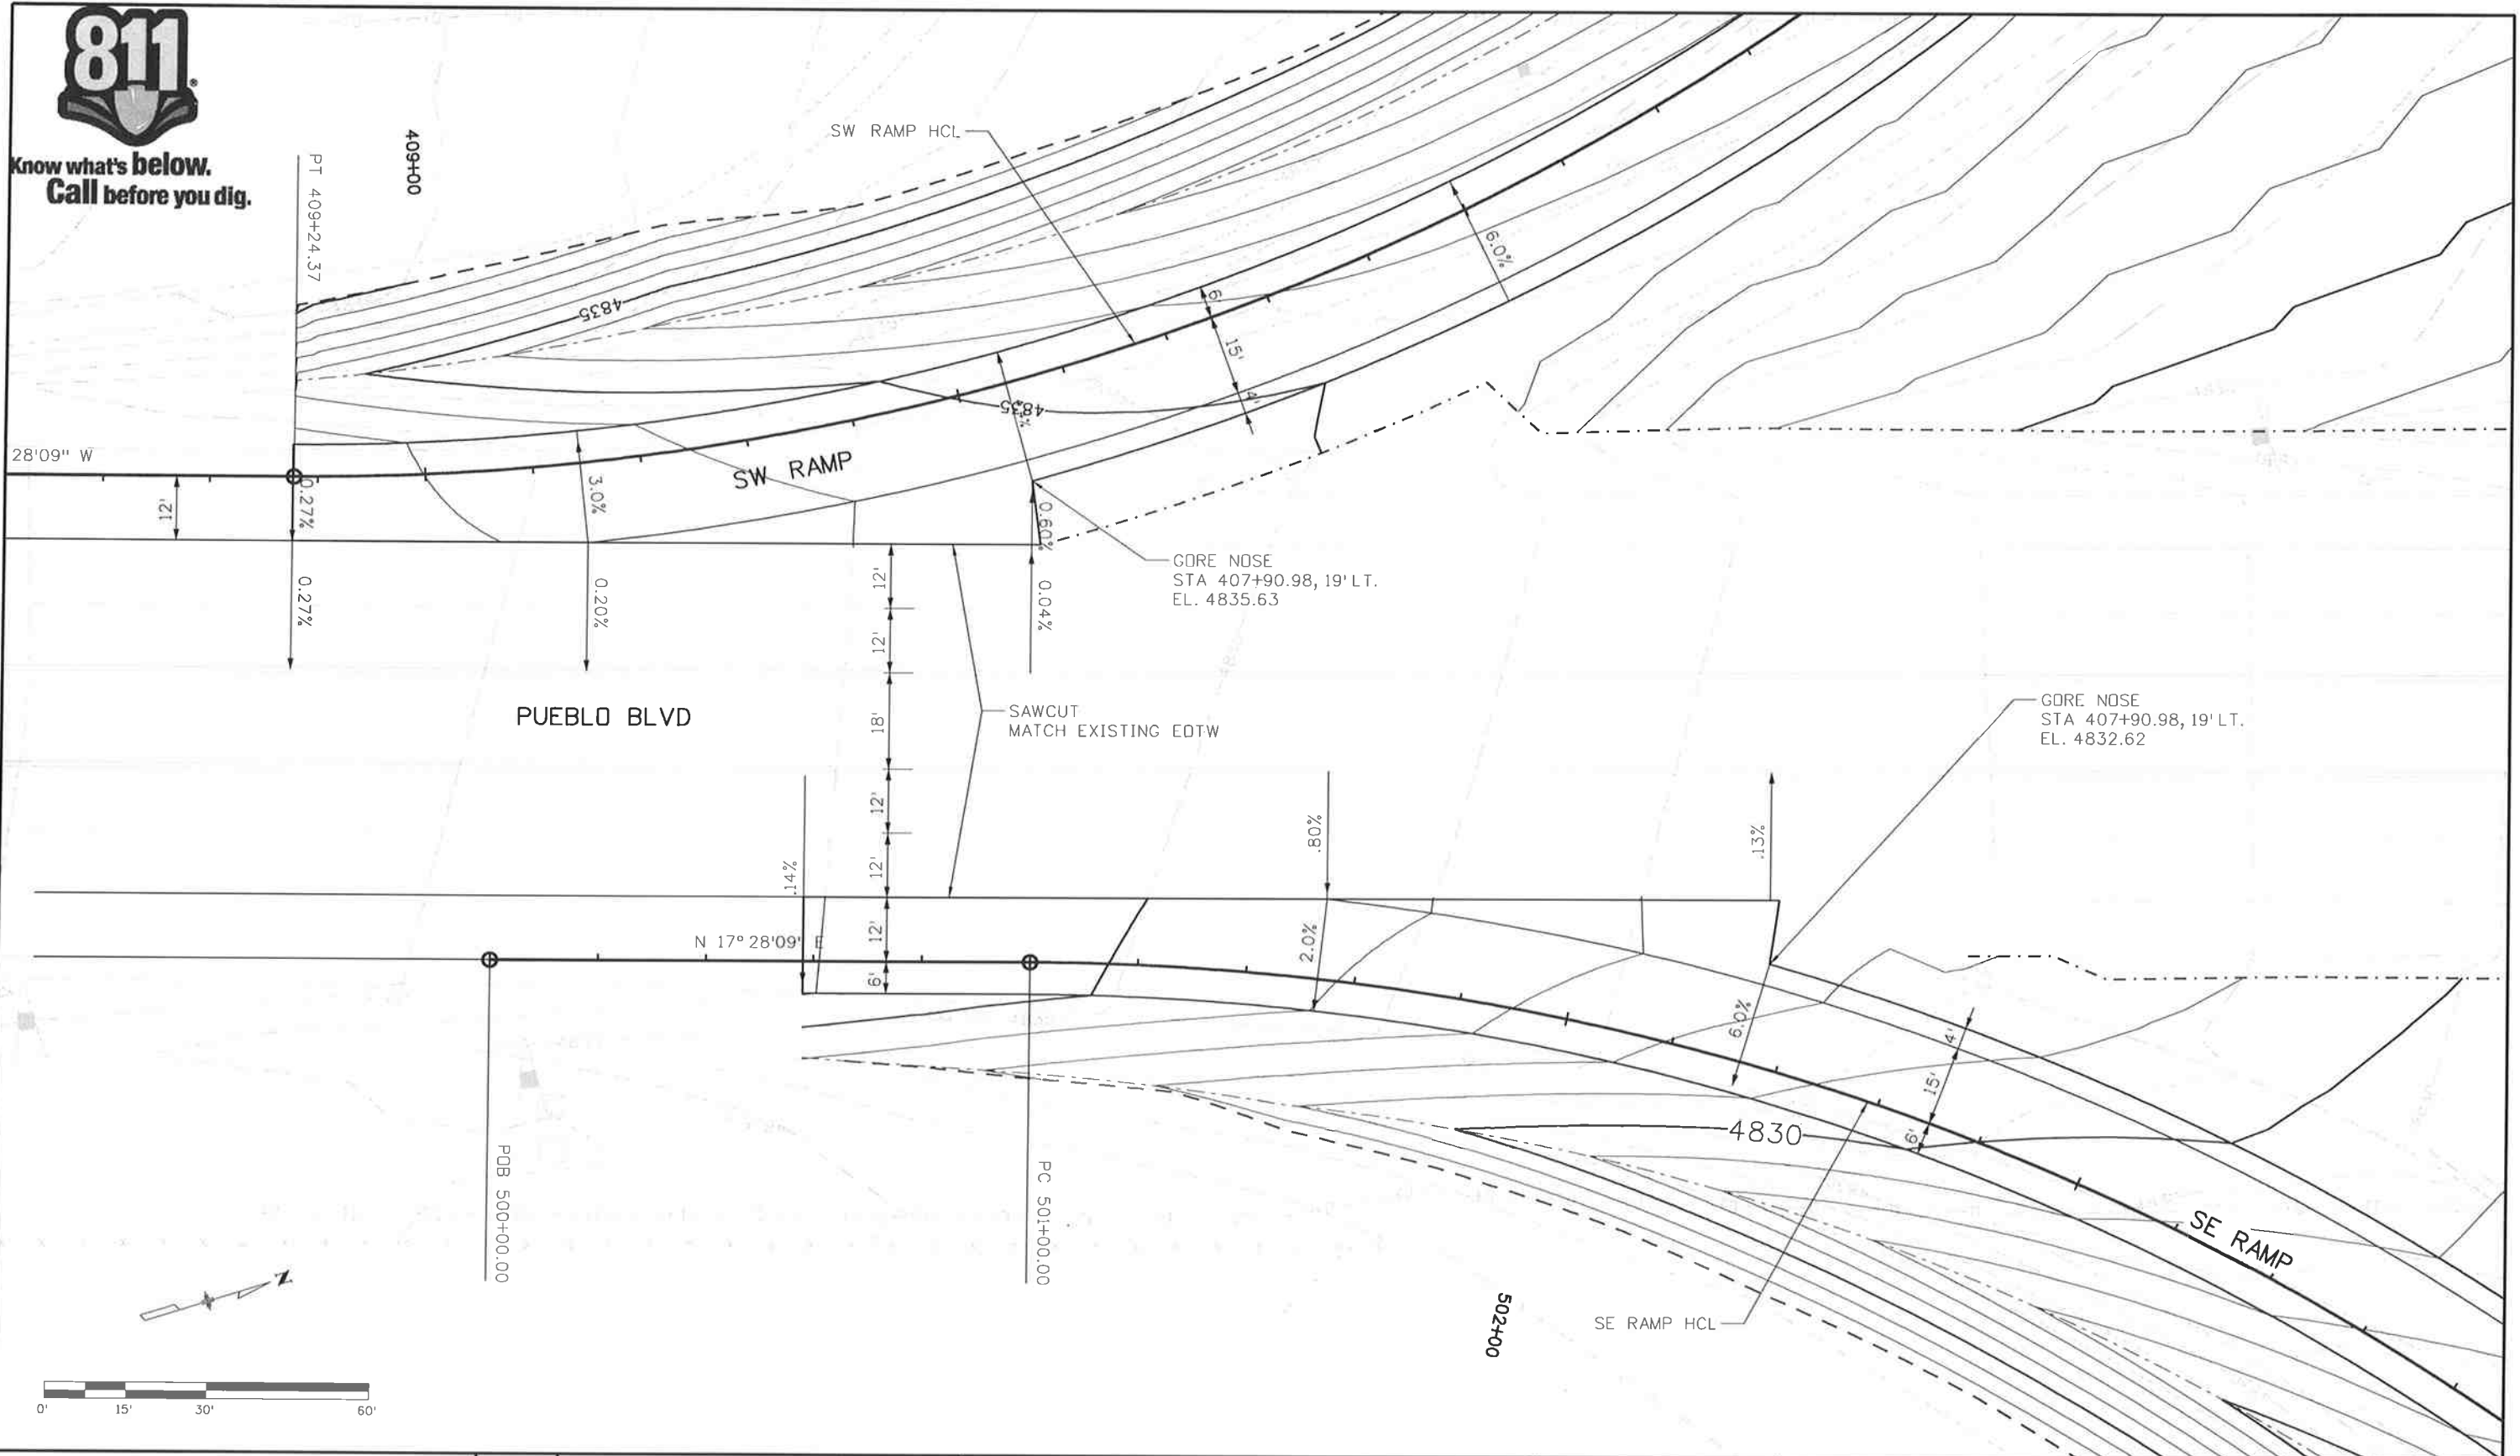 811®
Know what's below.
Call before you dig.
PT 409+24.37
409+00
SW RAMP HCL
4835
6.0%
6'
15'
4'
4835
28'09" W
12'
0.27%
3.0%
SW RAMP
0.60%
GORE NOSE
STA 407+90.98, 19' LT.
EL. 4835.63
0.27%
0.20%
12'
0.04%
12'
PUEBLO BLVD
18'
SAWCUT
MATCH EXISTING EOTW
GORE NOSE
STA 407+90.98, 19' LT.
EL. 4832.62
12'
.80%
.13%
.14%
12'
N 17° 28'09" E
12'
2.0%
6'
6.0%
4'
15'
6'
4830
POB 500+00.00
PC 501+00.00
SE RAMP
N
502+00
SE RAMP HCL
0'
15'
30'
60'